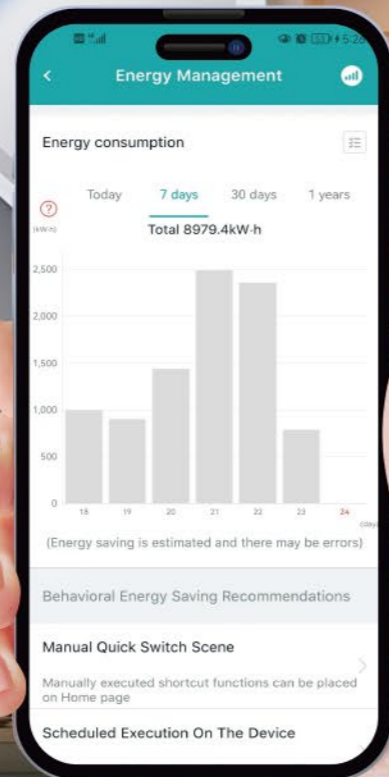 5:26
Energy Management
Energy consumption
Today 7 days 30 days 1 years
?
(kW·h)
Total 8979.4kW·h
2,500
2,000
1,500
1,000
500
0
18 19 20 21 22 23 24
(days)
(Energy saving is estimated and there may be errors)
Behavioral Energy Saving Recommendations
Manual Quick Switch Scene
Manually executed shortcut functions can be placed
on Home page
Scheduled Execution On The Device